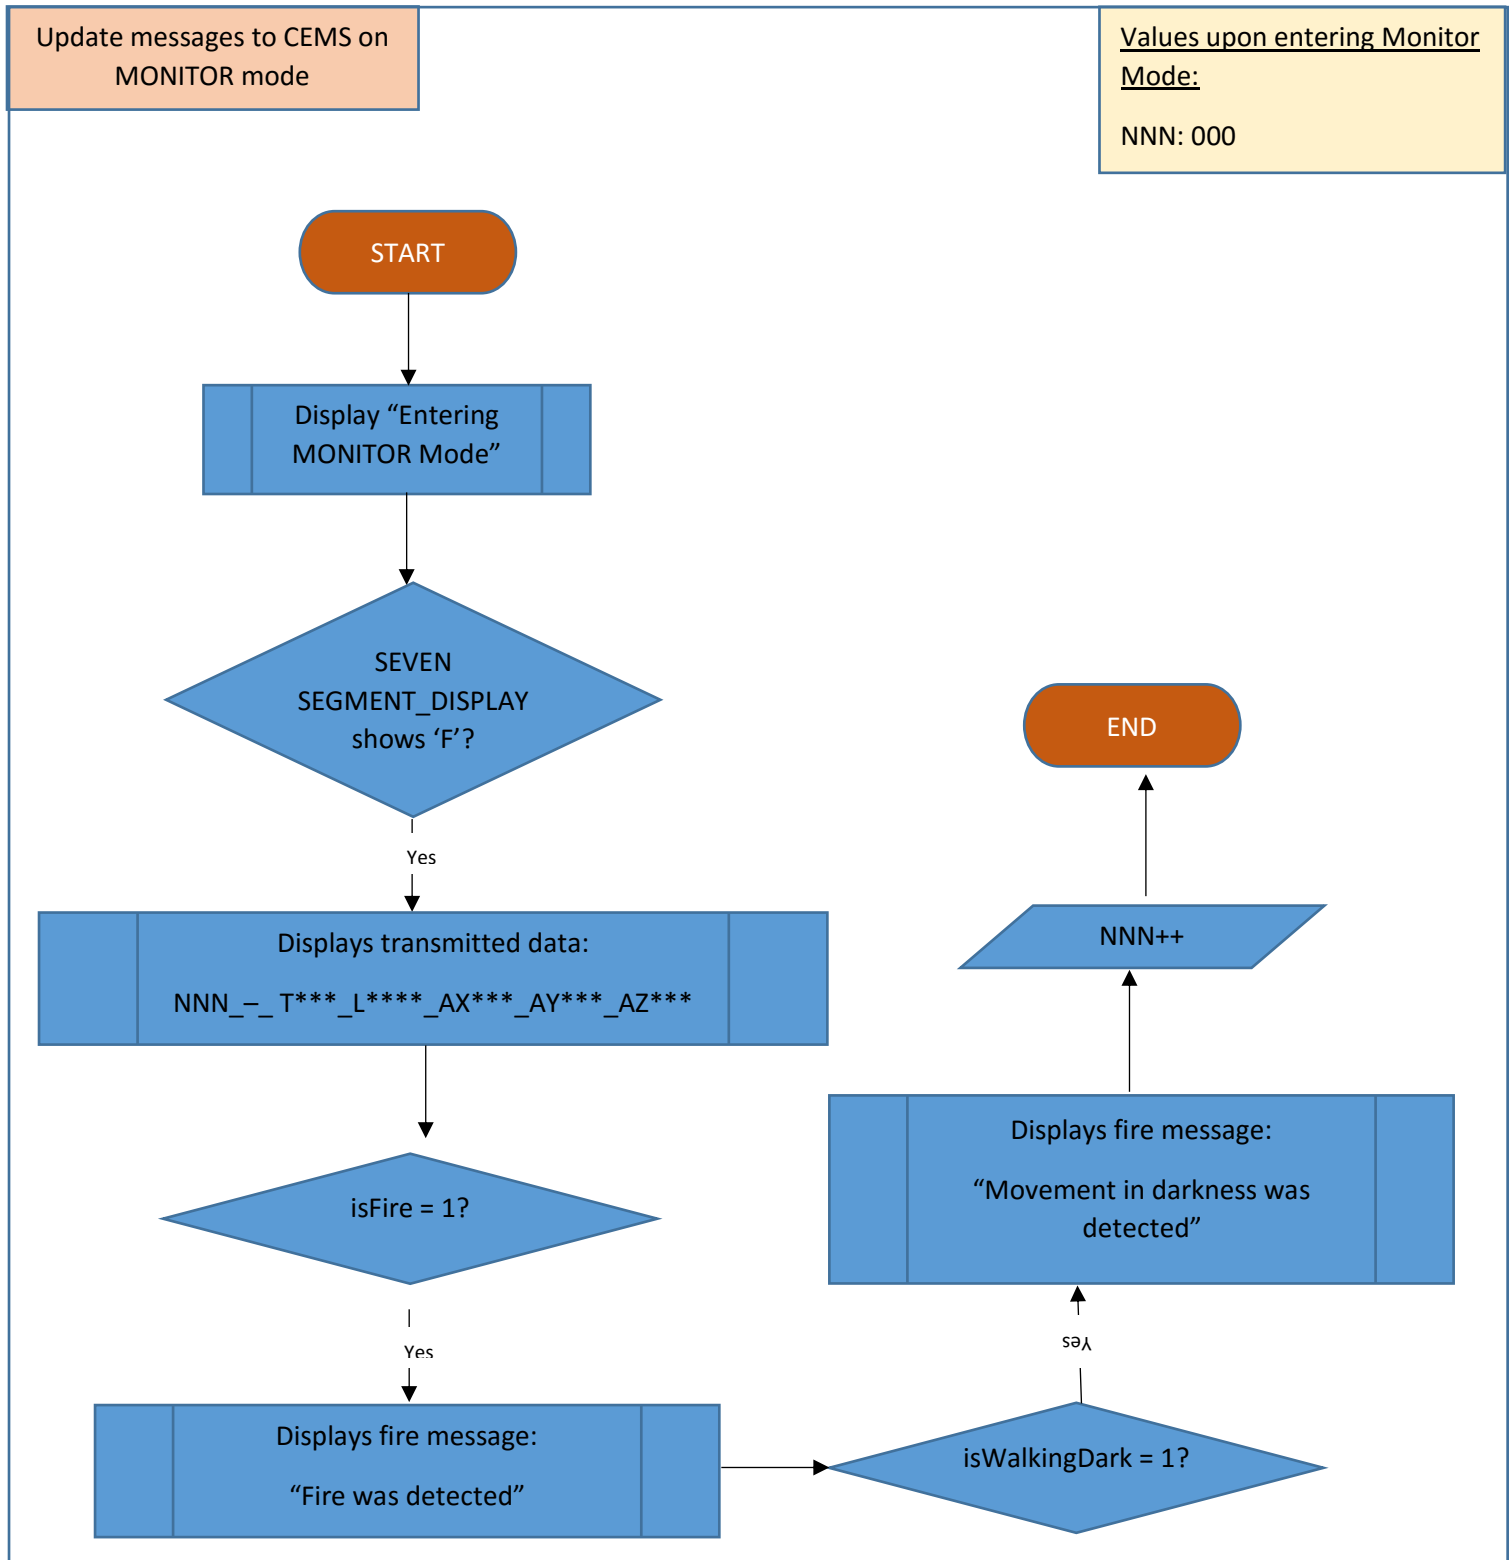 Update messages to CEMS on
MONITOR mode
Values upon entering Monitor
Mode:
NNN: 000
START
Display “Entering
MONITOR Mode”
SEVEN
SEGMENT_DISPLAY
shows ‘F’?
Yes
Displays transmitted data:
NNN_–_ T***_L****_AX***_AY***_AZ***
isFire = 1?
Yes
Displays fire message:
“Fire was detected”
isWalkingDark = 1?
Yes
Displays fire message:
“Movement in darkness was
detected”
NNN++
END